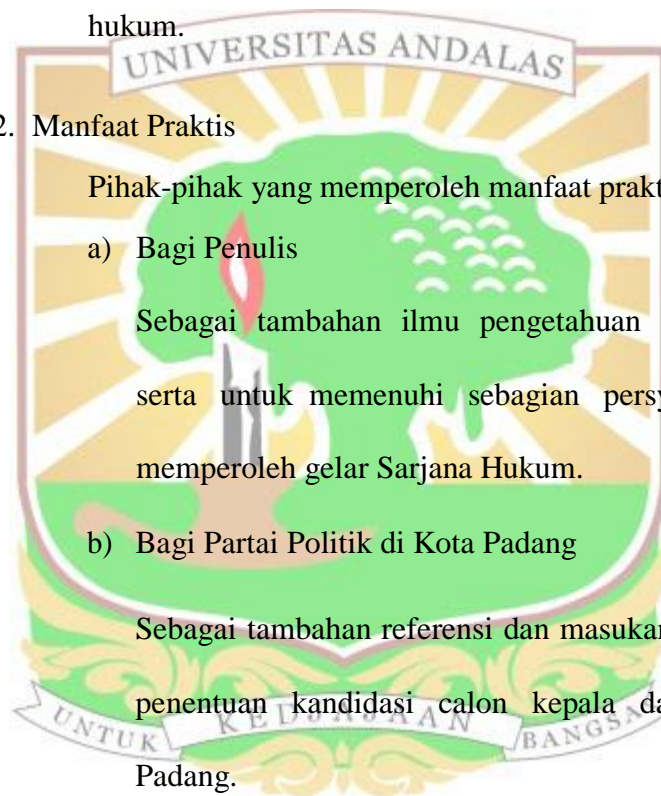 hukum.
UNIVERSITAS ANDALAS
2. Manfaat Praktis
Pihak-pihak yang memperoleh manfaat prakt
a) Bagi Penulis
Sebagai tambahan ilmu pengetahuan
serta untuk memenuhi sebagian persy
memperoleh gelar Sarjana Hukum.
b) Bagi Partai Politik di Kota Padang
Sebagai tambahan referensi dan masukan
penentuan kandidasi calon kepala da
UNTUK KEDJAJAAN BANGSA
Padang.